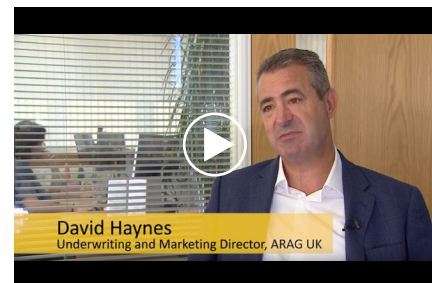 David Haynes
Underwriting and Marketing Director, ARAG UK